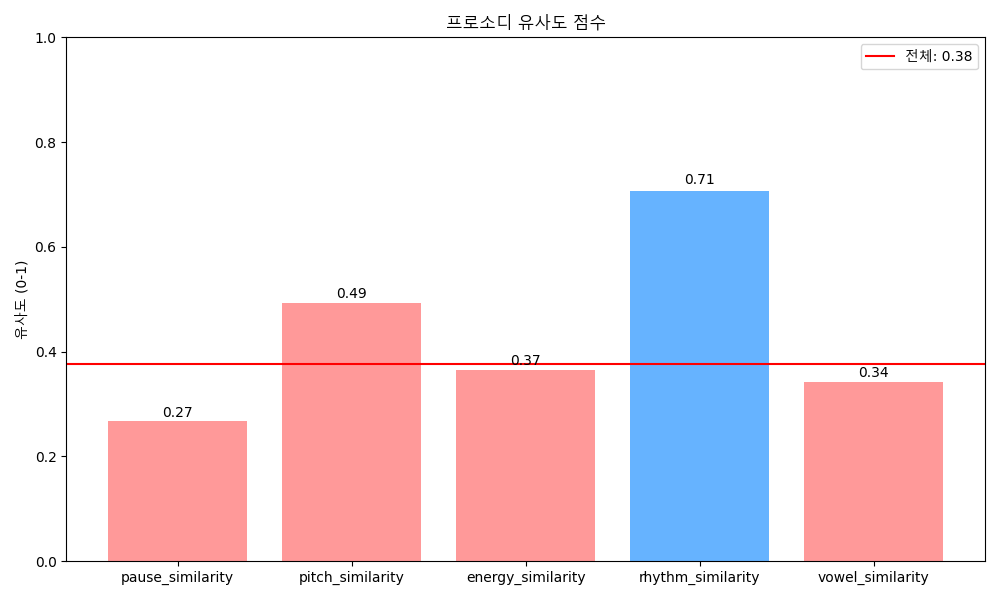 프로소디 유사도 점수
전체: 0.38
유사도 (0-1)
1.0
0.8
0.6
0.4
0.2
0.0
0.27
0.49
0.37
0.71
0.34
pause_similarity
pitch_similarity
energy_similarity
rhythm_similarity
vowel_similarity